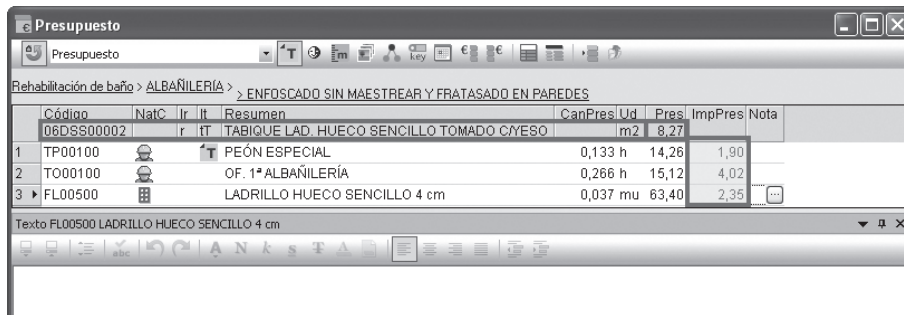 Presupuesto
Presupuesto
Rehabilitación de baño > ALBAÑILERÍA > > ENFOSCADO SIN MAESTREAR Y FRATASADO EN PAREDES
Código NatC Ir It Resumen CanPres Ud Pres ImpPres Nota
06DSS00002 r tT TABIQUE LAD. HUECO SENCILLO TOMADO C/YESO m2 8,27
1 TP00100 T PEÓN ESPECIAL 0,133 h 14,26 1,90
2 TO00100 OF. 1ª ALBAÑILERÍA 0,266 h 15,12 4,02
3 FL00500 LADRILLO HUECO SENCILLO 4 cm 0,037 mu 63,40 2,35 ...
Texto FL00500 LADRILLO HUECO SENCILLO 4 cm
abc A N k s T A